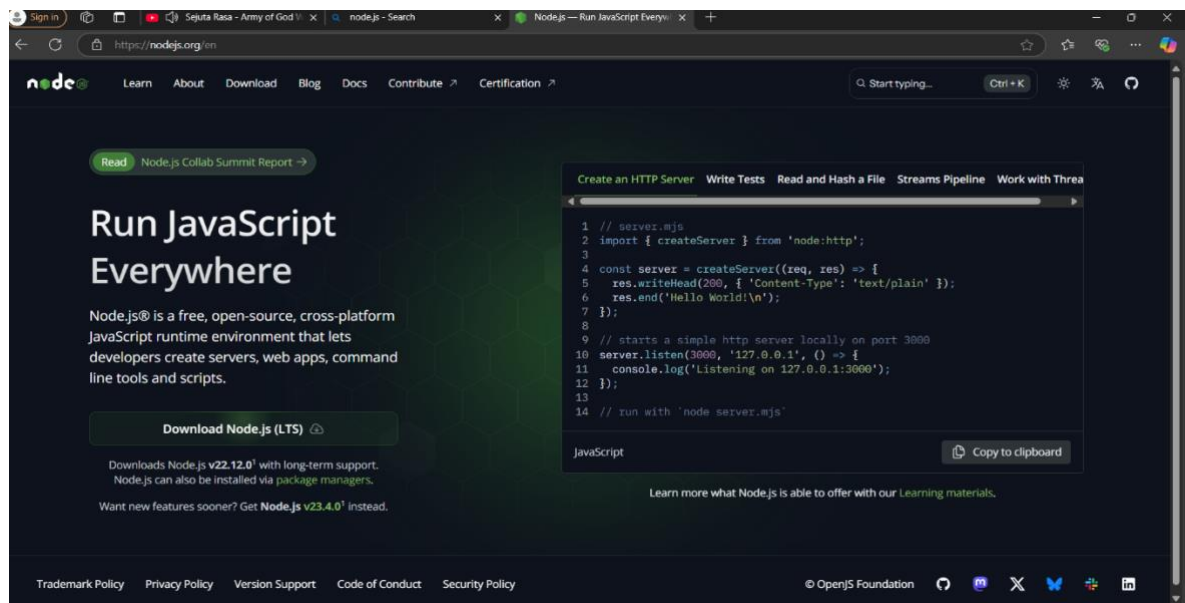 Sign in
Sejuta Rasa - Army of God
node.js - Search
Node.js — Run JavaScript Everyw
https://nodejs.org/en
node
Learn About Download Blog Docs Contribute ↗ Certification ↗
Start typing... Ctrl + K
Read Node.js Collab Summit Report →
Run JavaScript
Everywhere
Node.js® is a free, open-source, cross-platform
JavaScript runtime environment that lets
developers create servers, web apps, command
line tools and scripts.
Download Node.js (LTS)
Downloads Node.js v22.12.0¹ with long-term support.
Node.js can also be installed via package managers.
Want new features sooner? Get Node.js v23.4.0¹ instead.
Create an HTTP Server Write Tests Read and Hash a File Streams Pipeline Work with Threa
1 // server.mjs
2 import { createServer } from 'node:http';
3
4 const server = createServer((req, res) => {
5 res.writeHead(200, { 'Content-Type': 'text/plain' });
6 res.end('Hello World!\n');
7 });
8
9 // starts a simple http server locally on port 3000
10 server.listen(3000, '127.0.0.1', () => {
11 console.log('Listening on 127.0.0.1:3000');
12 });
13
14 // run with `node server.mjs`
JavaScript Copy to clipboard
Learn more what Node.js is able to offer with our Learning materials.
Trademark Policy Privacy Policy Version Support Code of Conduct Security Policy
© OpenJS Foundation